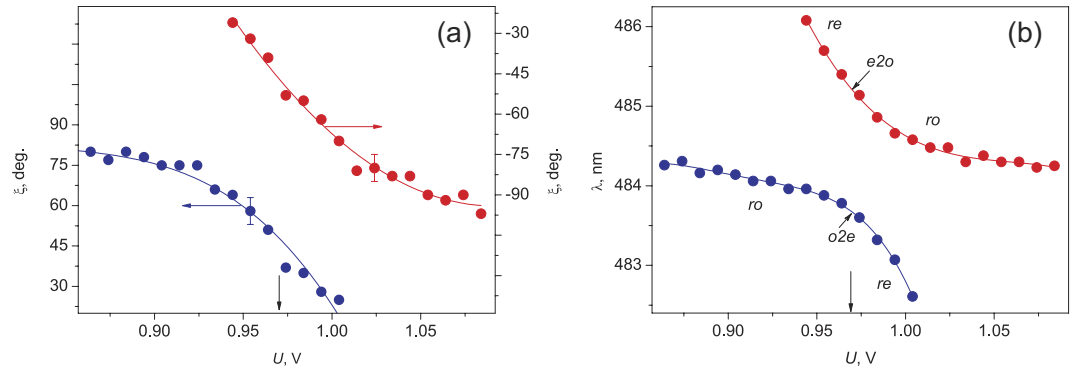 (a)
ξ, deg.
90
75
60
45
30
-30
-45
-60
-75
-90
ξ, deg.
0.90
0.95
1.00
1.05
U, V
(b)
λ, nm
486
485
484
483
re
e2o
ro
ro
o2e
re
0.90
0.95
1.00
1.05
U, V